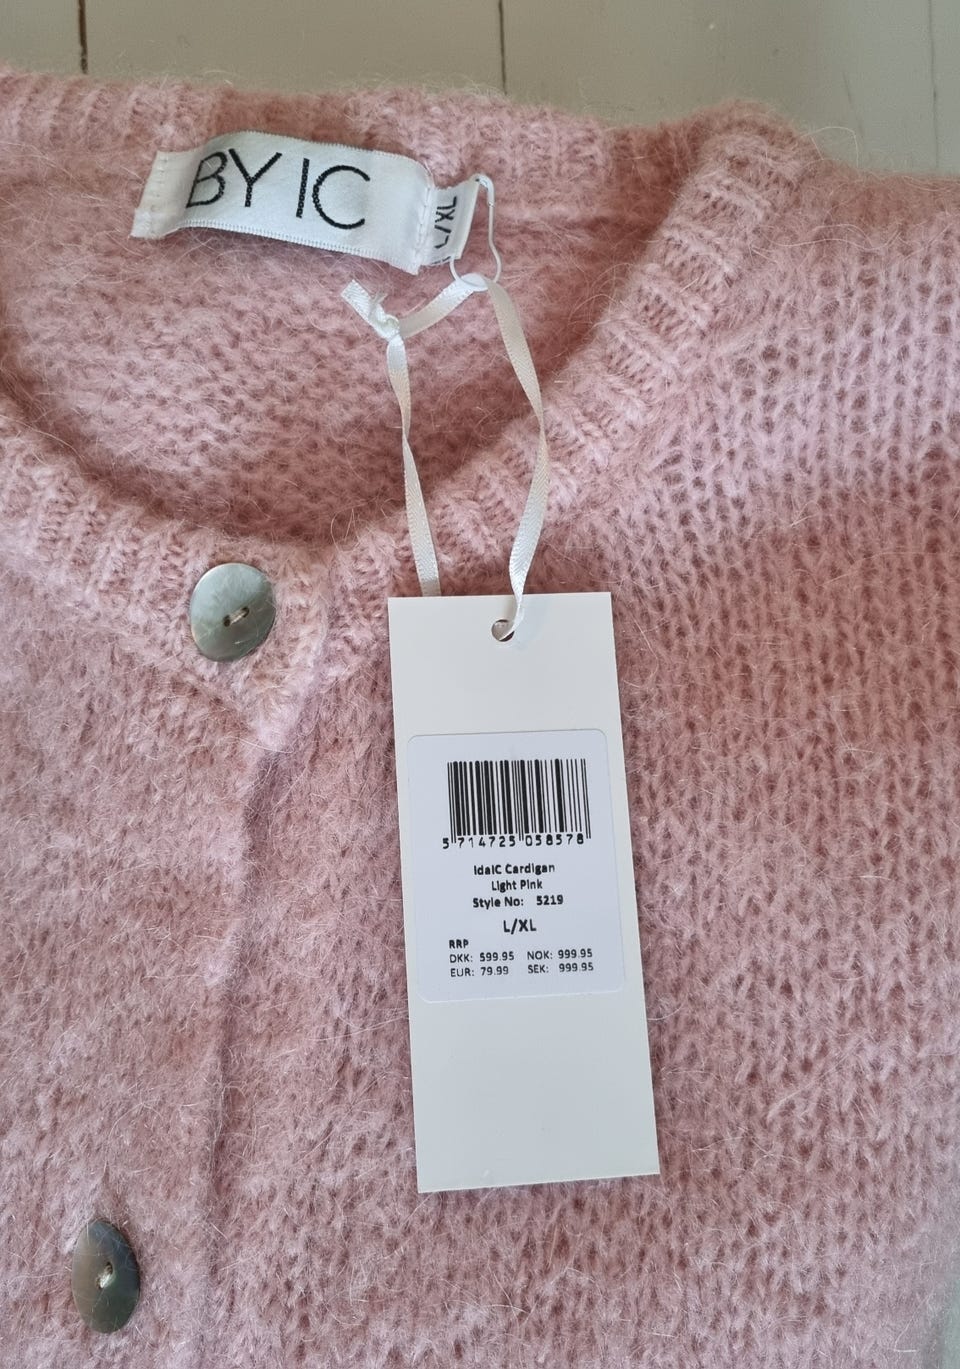 BY IC
L/XL
5 714725 058578
IdaIC Cardigan
Light Pink
Style No: 5219
L/XL
RRP
DKK: 599.95 NOK: 999.95
EUR: 79.99 SEK: 999.95